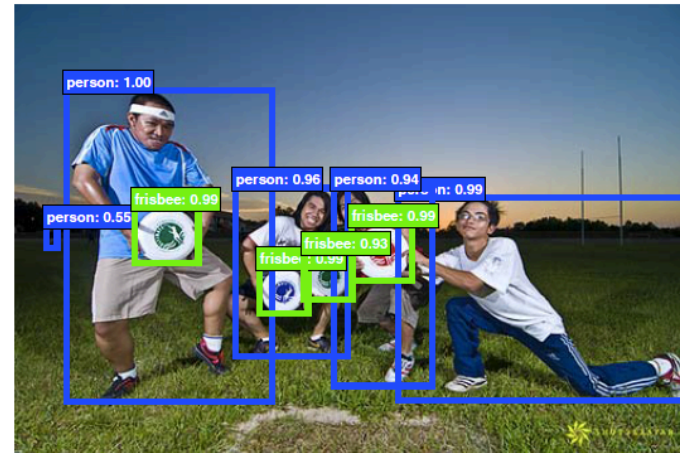 person: 1.00
person: 0.96
person: 0.94
person: 0.99
frisbee: 0.99
person: 0.55
frisbee: 0.99
frisbee: 0.93
frisbee: 0.99